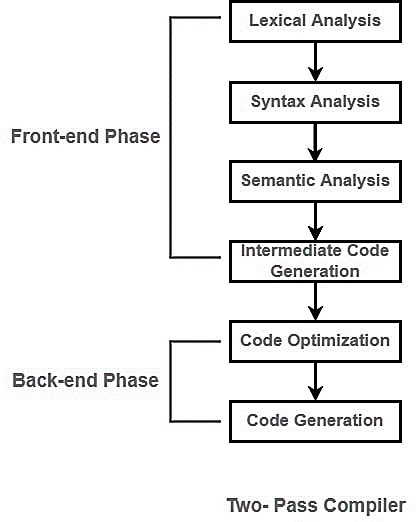 Lexical Analysis
Syntax Analysis
Front-end Phase
Semantic Analysis
Intermediate Code
Generation
Code Optimization
Back-end Phase
Code Generation
Two- Pass Compiler